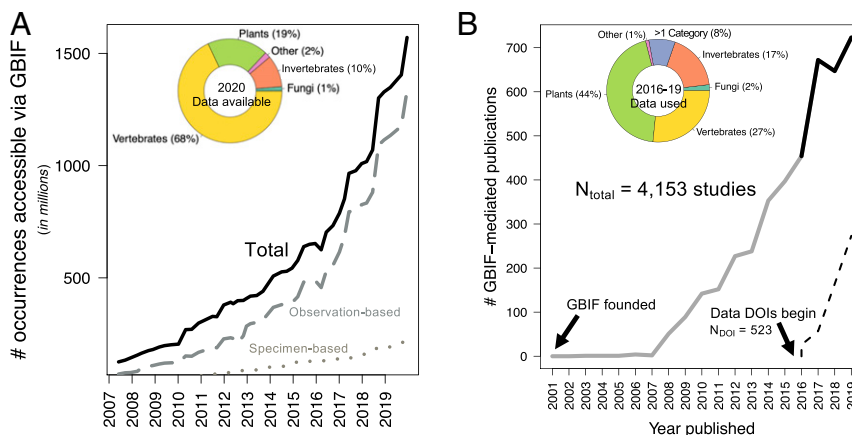 A
# occurrences accessible via GBIF
(in millions)
1500
1000
500
Plants (19%)
Other (2%)
Invertebrates (10%)
2020
Data available
Fungi (1%)
Vertebrates (68%)
Total
Observation-based
Specimen-based
2007
2008
2009
2010
2011
2012
2013
2014
2015
2016
2017
2018
2019
B
# GBIF-mediated publications
700
600
500
400
300
200
100
0
Other (1%)
>1 Category (8%)
Invertebrates (17%)
Plants (44%)
2016-19
Data used
Fungi (2%)
Vertebrates (27%)
Ntotal = 4,153 studies
GBIF founded
Data DOIs begin
NDOI = 523
2001
2002
2003
2004
2005
2006
2007
2008
2009
2010
2011
2012
2013
2014
2015
2016
2017
2018
2019
Year published